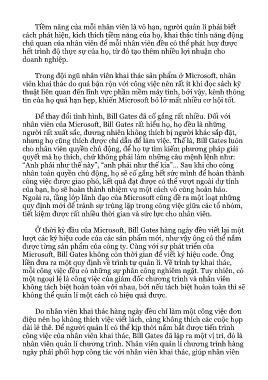 Tiềm năng của mỗi nhân viên là vô hạn, người quản lí phải biết
cách phát hiện, kích thích tiềm năng của họ, khai thác tính năng động
chủ quan của nhân viên để mỗi nhân viên đều có thể phát huy được
hết trình độ thực sự của họ, từ đó tạo thêm nhiều lợi nhuận cho
doanh nghiệp.
Trong đội ngũ nhân viên khai thác sản phẩm ở Microsoft, nhân
viên khai thác do quá bận rộn với công việc nên rất ít khi đọc sách kỹ
thuật liên quan đến lĩnh vực phần mềm máy tính, bởi vậy, kênh thông
tin của họ quá hạn hẹp, khiến Microsoft bỏ lỡ mất nhiều cơ hội tốt.
Để thay đổi tình hình, Bill Gates đã cố gắng rất nhiều. Đối với
nhân viên của Microsoft, Bill Gates rất hiểu họ, họ đều là những
người rất xuất sắc, đương nhiên không thích bị người khác sắp đặt,
nhưng họ cũng thích được chỉ dẫn để làm việc. Thế là, Bill Gates luôn
cho nhân viên quyền chủ động, để họ tự tìm kiếm phương pháp giải
quyết mà họ thích, chứ không phải làm những câu mệnh lệnh như:
“Anh phải như thế này”, “anh phải như thế kia”... Sau khi cho công
nhân toàn quyền chủ động, họ sẽ cố gắng hết sức mình để hoàn thành
công việc được giao phó, kết quả đạt được có thể vượt ngoài dự tính
của bạn, họ sẽ hoàn thành nhiệm vụ một cách vô cùng hoàn hảo.
Ngoài ra, tầng lớp lãnh đạo của Microsoft cũng đề ra một loạt những
quy định mới để tránh sự trùng lặp trong công việc giữa các tổ nhóm,
tiết kiệm được rất nhiều thời gian và sức lực cho nhân viên.
Ở thời kỳ đầu của Microsoft, Bill Gates hàng ngày đều viết lại một
lượt các ký hiệu code của các sản phẩm mới, như vậy ông có thể nắm
được từng sản phẩm của công ty. Cùng với sự phát triển của
Microsoft, Bill Gates không còn thời gian để viết ký hiệu code. Ông
liền đưa ra một quy định về trình tự quản lí. Về trình tự khai thác,
mỗi công việc đều có những sự phân công nghiêm ngặt. Tuy nhiên, có
một ngoại lệ là công việc của giám đốc chương trình và nhân viên
không tách biệt hoàn toàn với nhau, bởi nếu tách biệt hoàn toàn thì sẽ
không thể quản lí một cách có hiệu quả được.
Do nhân viên khai thác hàng ngày đều chỉ làm một công việc đơn
điệu nên họ không thích việc viết lách, càng không thích các cuộc họp
dài lê thê. Để người quản lí có thể kịp thời nắm bắt được tiến trình
công việc của nhân viên khai thác, Bill Gates đã lập ra một vị trí, đó là
nhân viên quản lí chương trình. Nhân viên quản lí chương trình hàng
ngày phải phối hợp công tác với nhân viên khai thác, giúp nhân viên